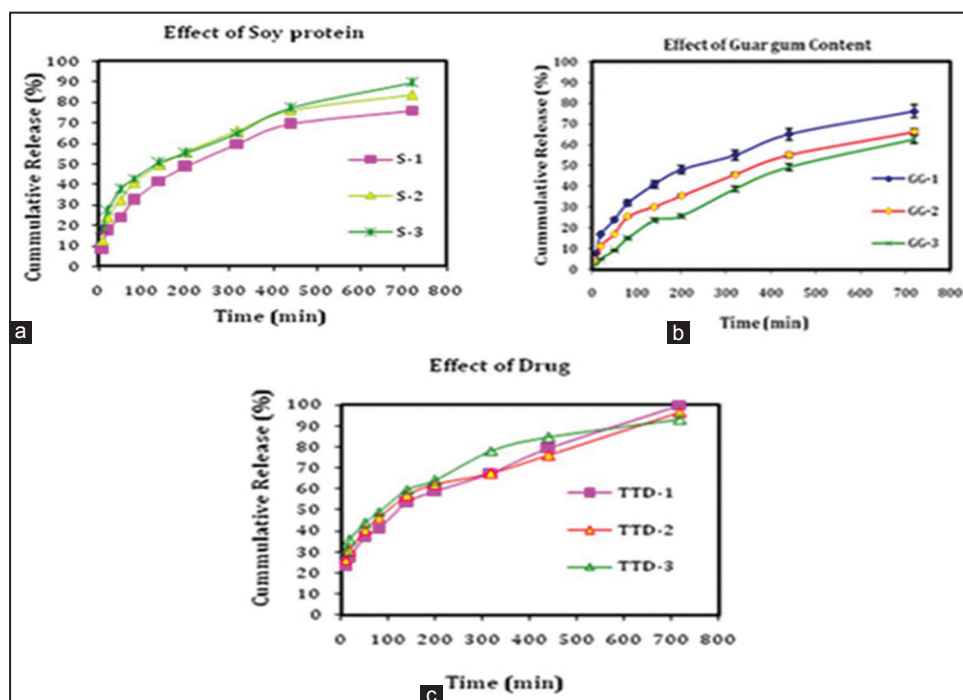 Effect of Soy protein
Cummulative Release (%)
100
90
80
70
60
50
40
30
20
10
0
S-1
S-2
S-3
0 100 200 300 400 500 600 700 800
Time (min)
a
Effect of Guar gum Content
Cummulative Release (%)
100
90
80
70
60
50
40
30
20
10
0
GG-1
GG-2
GG-3
0 100 200 300 400 500 600 700 800
Time (min)
b
Effect of Drug
Cummulative Release (%)
100
90
80
70
60
50
40
30
20
10
0
TTD-1
TTD-2
TTD-3
0 100 200 300 400 500 600 700 800
Time (min)
c